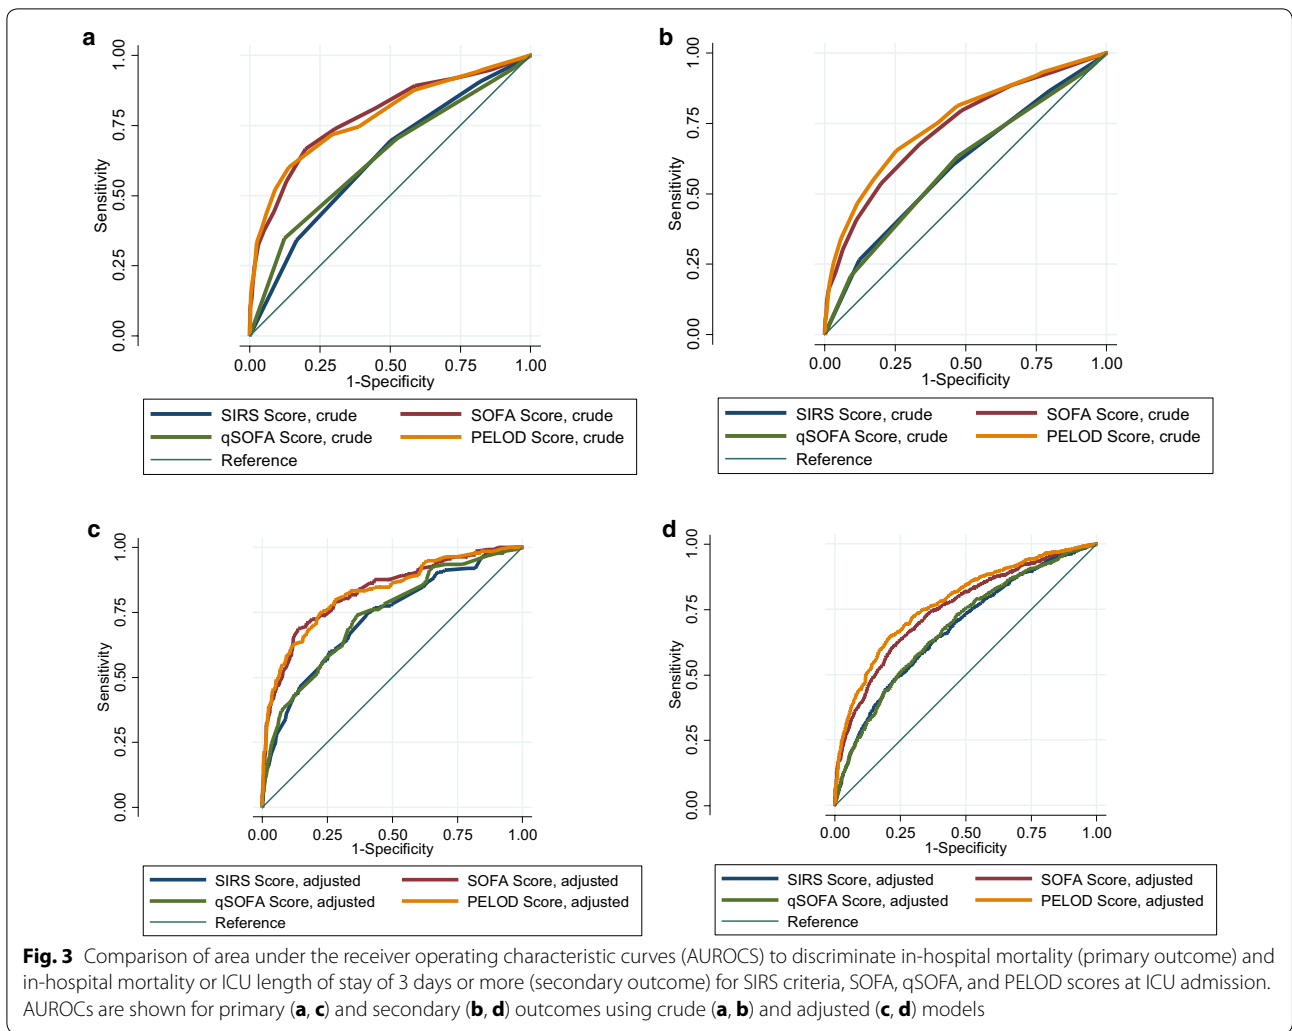 a
1.00
0.75
0.50
0.25
0.00
Sensitivity
0.00 0.25 0.50 0.75 1.00
1-Specificity
SIRS Score, crude SOFA Score, crude
qSOFA Score, crude PELOD Score, crude
Reference
b
1.00
0.75
0.50
0.25
0.00
Sensitivity
0.00 0.25 0.50 0.75 1.00
1-Specificity
SIRS Score, crude SOFA Score, crude
qSOFA Score, crude PELOD Score, crude
Reference
c
1.00
0.75
0.50
0.25
0.00
Sensitivity
0.00 0.25 0.50 0.75 1.00
1-Specificity
SIRS Score, adjusted SOFA Score, adjusted
qSOFA Score, adjusted PELOD Score, adjusted
Reference
d
1.00
0.75
0.50
0.25
0.00
Sensitivity
0.00 0.25 0.50 0.75 1.00
1-Specificity
SIRS Score, adjusted SOFA Score, adjusted
qSOFA Score, adjusted PELOD Score, adjusted
Reference
Fig. 3 Comparison of area under the receiver operating characteristic curves (AUROCS) to discriminate in-hospital mortality (primary outcome) and
in-hospital mortality or ICU length of stay of 3 days or more (secondary outcome) for SIRS criteria, SOFA, qSOFA, and PELOD scores at ICU admission.
AUROCs are shown for primary (a, c) and secondary (b, d) outcomes using crude (a, b) and adjusted (c, d) models